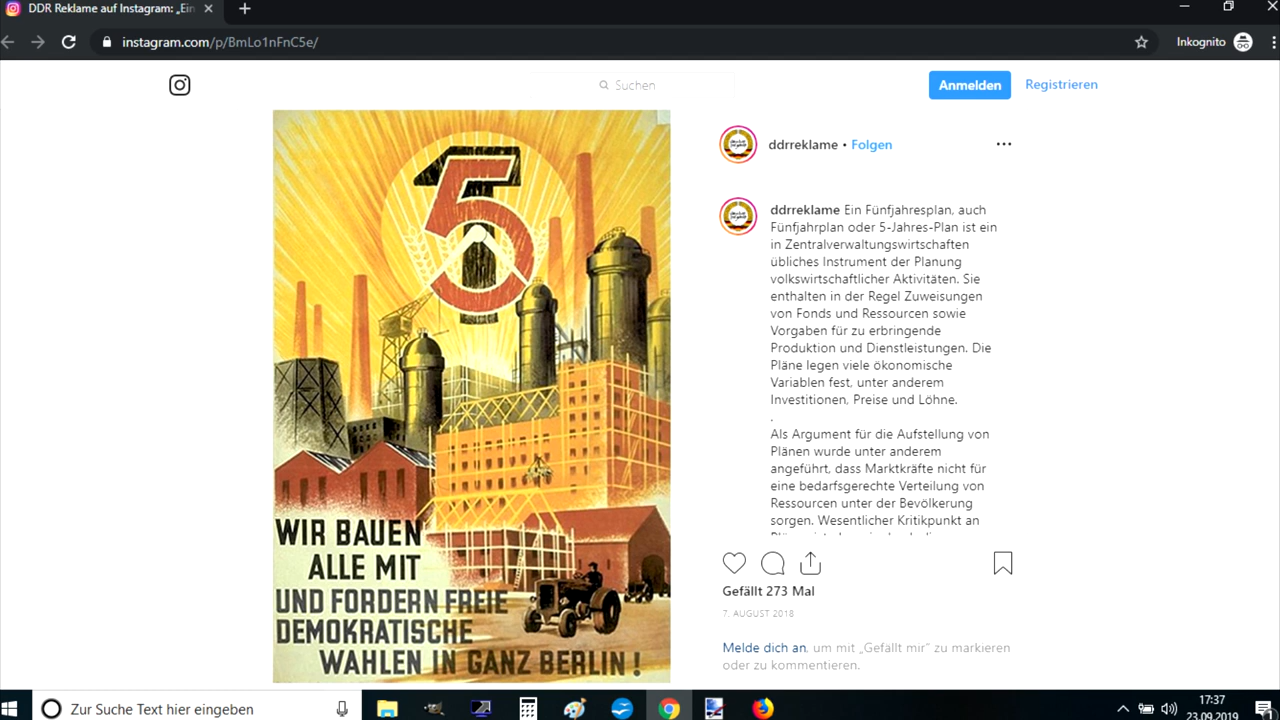 DDR Reklame auf Instagram: „Ein
instagram.com/p/BmLo1nFnC5e/
Inkognito
Suchen
Anmelden
Registrieren
5
WIR BAUEN
ALLE MIT
UND FORDERN FREIE
DEMOKRATISCHE
WAHLEN IN GANZ BERLIN !
ddrreklame • Folgen
ddrreklame Ein Fünfjahresplan, auch
Fünfjahrplan oder 5-Jahres-Plan ist ein
in Zentralverwaltungswirtschaften
übliches Instrument der Planung
volkswirtschaftlicher Aktivitäten. Sie
enthalten in der Regel Zuweisungen
von Fonds und Ressourcen sowie
Vorgaben für zu erbringende
Produktion und Dienstleistungen. Die
Pläne legen viele ökonomische
Variablen fest, unter anderem
Investitionen, Preise und Löhne.
.
Als Argument für die Aufstellung von
Plänen wurde unter anderem
angeführt, dass Marktkräfte nicht für
eine bedarfsgerechte Verteilung von
Ressourcen unter der Bevölkerung
sorgen. Wesentlicher Kritikpunkt an
Gefällt 273 Mal
7. AUGUST 2018
Melde dich an, um mit „Gefällt mir“ zu markieren
oder zu kommentieren.
Zur Suche Text hier eingeben
17:37
23.09.2019